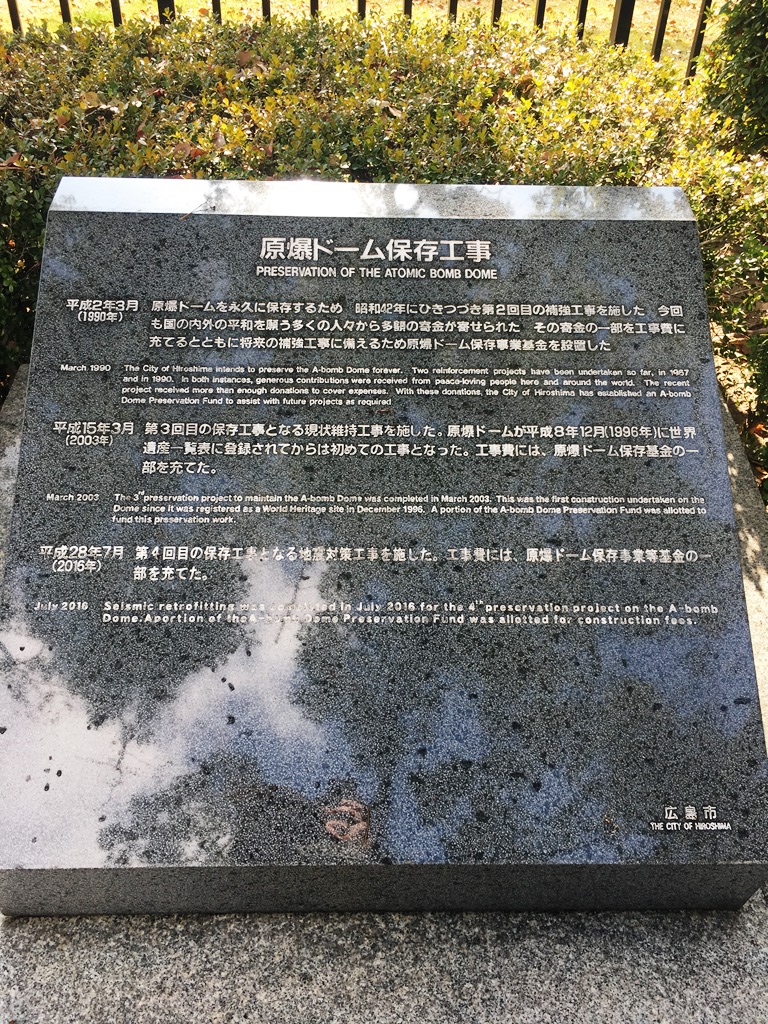 原爆ドーム保存工事
PRESERVATION OF THE ATOMIC BOMB DOME
平成2年3月 原爆ドームを永久に保存するため 昭和42年にひきつづき第2回目の補強工事を施した 今回
(1990年) も国の内外の平和を願う多くの人々から多額の寄金が寄せられた その寄金の一部を工事費に
充てるとともに将来の補強工事に備えるため原爆ドーム保存事業基金を設置した
March 1990 The City of Hiroshima intends to preserve the A-bomb Dome forever. Two reinforcement projects have been undertaken so far, in 1967
and in 1990. In both instances, generous contributions were received from peace-loving people here and around the world. The recent
project received more than enough donations to cover expenses. With these donations, the City of Hiroshima has established an A-bomb
Dome Preservation Fund to assist with future projects as required
平成15年3月 第3回目の保存工事となる現状維持工事を施した。原爆ドームが平成8年12月(1996年)に世界
(2003年) 遺産一覧表に登録されてからは初めての工事となった。工事費には、原爆ドーム保存基金の一
部を充てた。
March 2003 The 3rd preservation project to maintain the A-bomb Dome was completed in March 2003. This was the first construction undertaken on the
Dome since it was registered as a World Heritage site in December 1996. A portion of the A-bomb Dome Preservation Fund was allotted to
fund this preservation work.
平成28年7月 第4回目の保存工事となる地震対策工事を施した。工事費には、原爆ドーム保存事業等基金の一
(2016年) 部を充てた。
July 2016 Seismic retrofitting was completed in July 2016 for the 4th preservation project on the A-bomb
Dome. A portion of the A-bomb Dome Preservation Fund was allotted for construction fees.
広島市
THE CITY OF HIROSHIMA